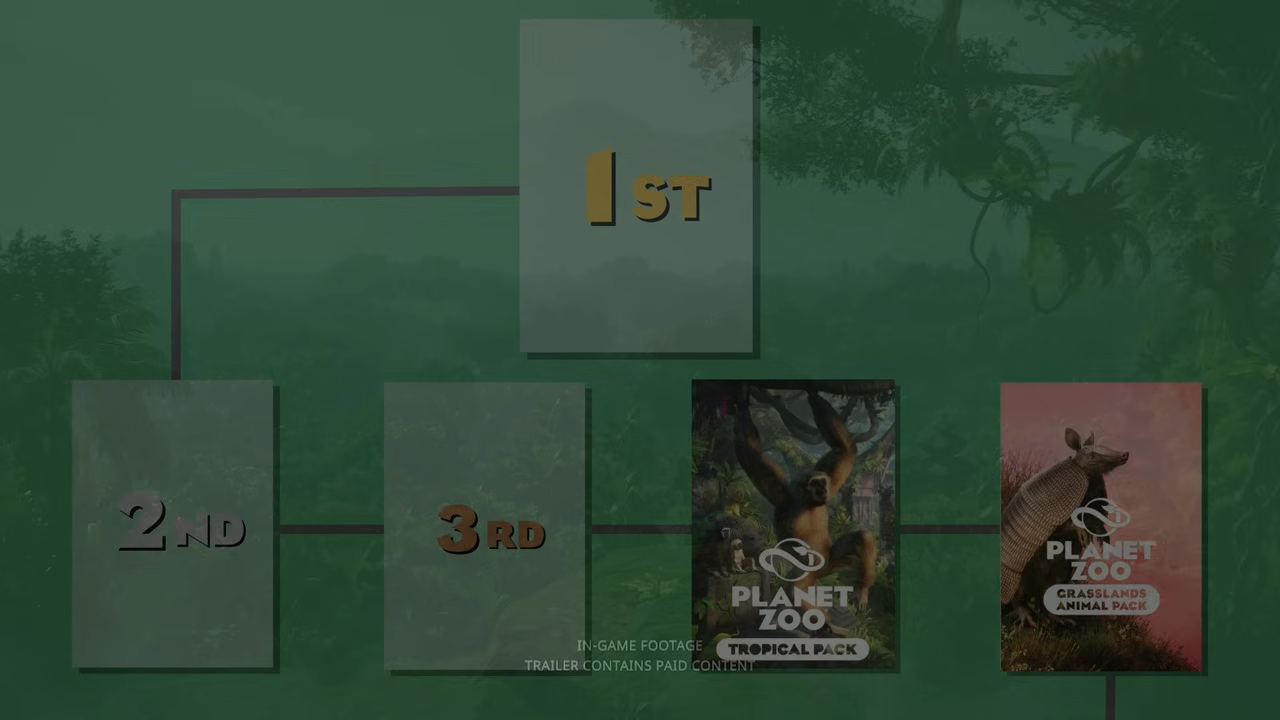 1ST
2ND
3RD
PLANET
ZOO
TROPICAL PACK
PLANET
ZOO
GRASSLANDS
ANIMAL PACK
IN-GAME FOOTAGE
TRAILER CONTAINS PAID CONTENT